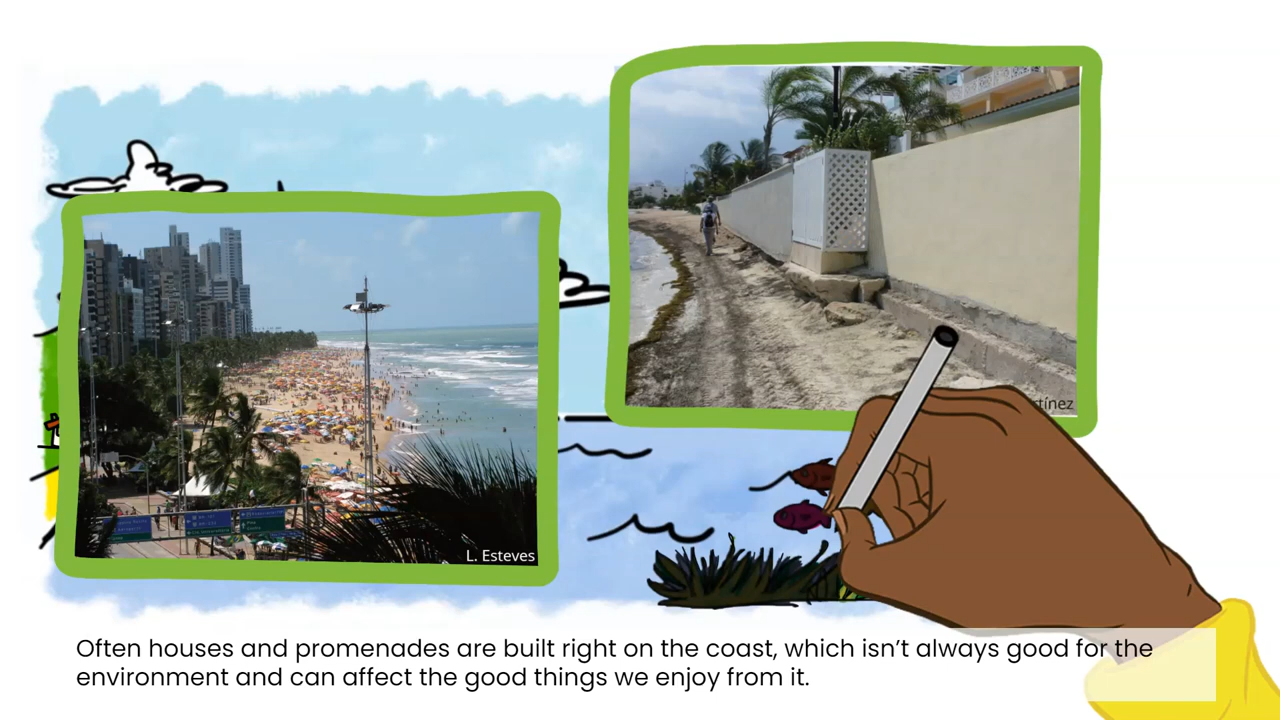 L. Esteves
tínez
Often houses and promenades are built right on the coast, which isn’t always good for the
environment and can affect the good things we enjoy from it.